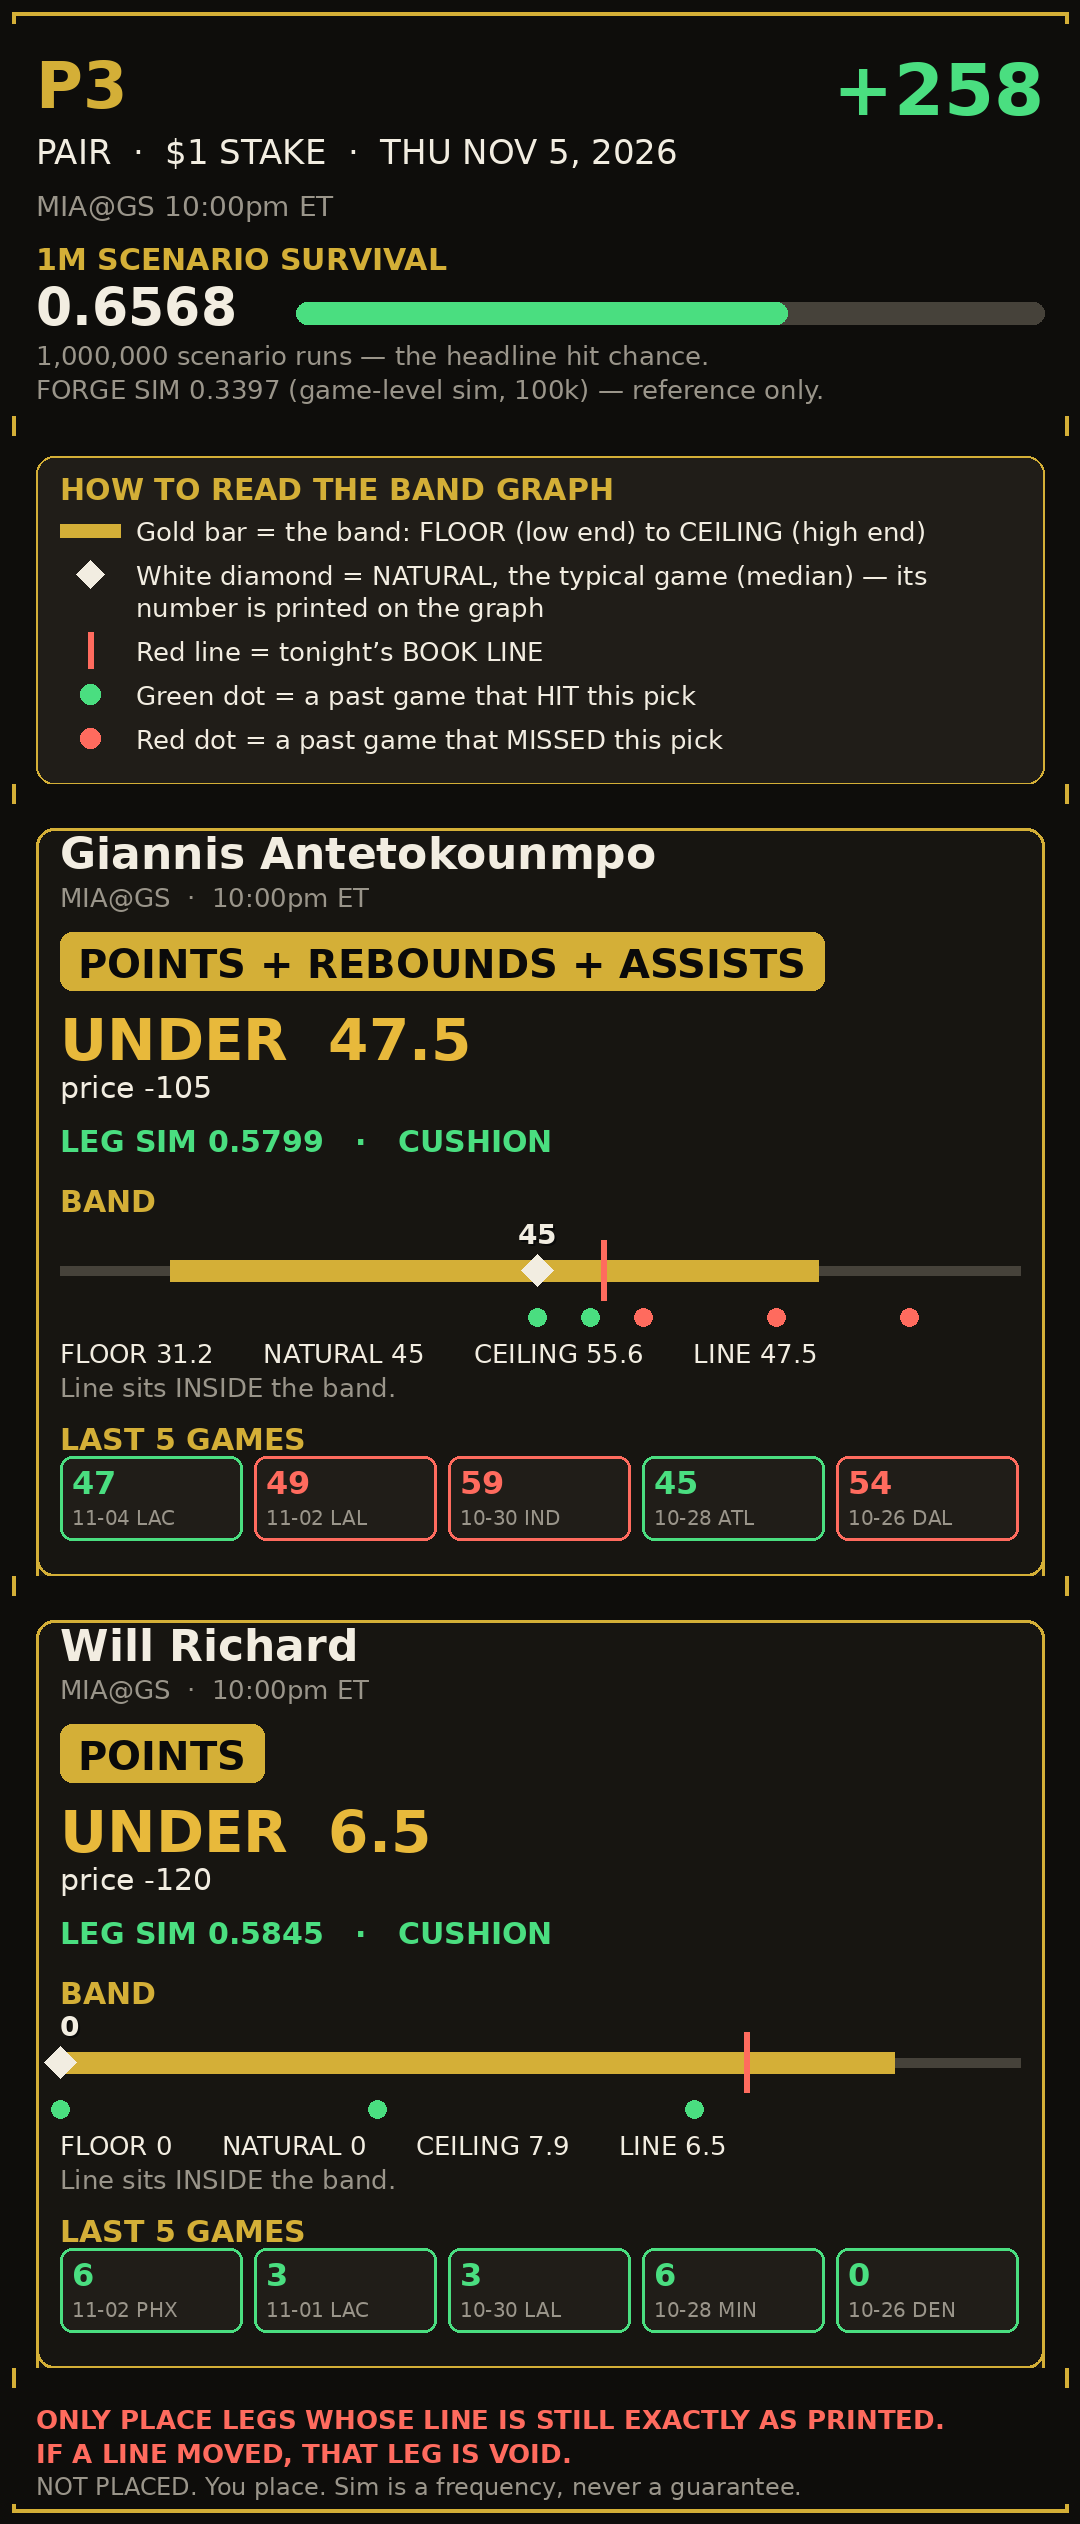 P3
+258
PAIR · $1 STAKE · THU NOV 5, 2026
MIA@GS 10:00pm ET
1M SCENARIO SURVIVAL
0.6568
1,000,000 scenario runs — the headline hit chance.
FORGE SIM 0.3397 (game-level sim, 100k) — reference only.
HOW TO READ THE BAND GRAPH
Gold bar = the band: FLOOR (low end) to CEILING (high end)
White diamond = NATURAL, the typical game (median) — its
number is printed on the graph
Red line = tonight’s BOOK LINE
Green dot = a past game that HIT this pick
Red dot = a past game that MISSED this pick
Giannis Antetokounmpo
MIA@GS · 10:00pm ET
POINTS + REBOUNDS + ASSISTS
UNDER 47.5
price -105
LEG SIM 0.5799 · CUSHION
BAND
45
FLOOR 31.2 NATURAL 45 CEILING 55.6 LINE 47.5
Line sits INSIDE the band.
LAST 5 GAMES
47 49 59 45 54
11-04 LAC 11-02 LAL 10-30 IND 10-28 ATL 10-26 DAL
Will Richard
MIA@GS · 10:00pm ET
POINTS
UNDER 6.5
price -120
LEG SIM 0.5845 · CUSHION
BAND
0
FLOOR 0 NATURAL 0 CEILING 7.9 LINE 6.5
Line sits INSIDE the band.
LAST 5 GAMES
6 3 3 6 0
11-02 PHX 11-01 LAC 10-30 LAL 10-28 MIN 10-26 DEN
ONLY PLACE LEGS WHOSE LINE IS STILL EXACTLY AS PRINTED.
IF A LINE MOVED, THAT LEG IS VOID.
NOT PLACED. You place. Sim is a frequency, never a guarantee.